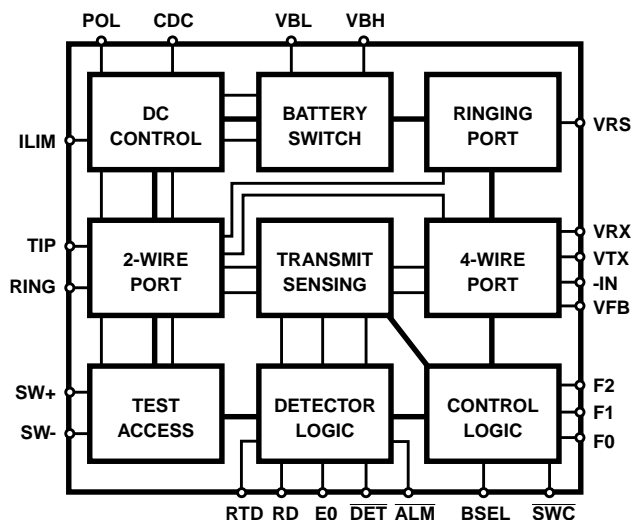 POL CDC VBL VBH
DC CONTROL
BATTERY SWITCH
RINGING PORT
ILIM
VRS
2-WIRE PORT
TRANSMIT SENSING
4-WIRE PORT
TIP
RING
VRX
VTX
-IN
VFB
TEST ACCESS
DETECTOR LOGIC
CONTROL LOGIC
SW+
SW-
F2
F1
F0
RTD RD E0 DET ALM BSEL SWC